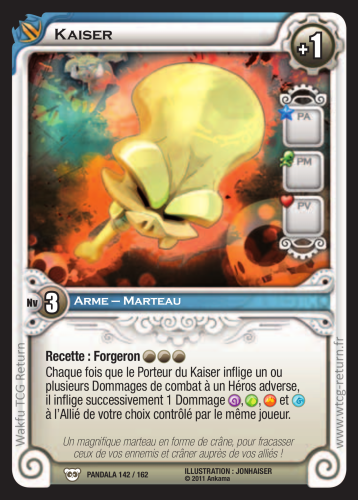 Kaiser
+1
PA
PM
PV
Nv 3
Arme – Marteau
Recette : Forgeron
Chaque fois que le Porteur du Kaiser inflige un ou
plusieurs Dommages de combat à un Héros adverse,
il inflige successivement 1 Dommage , , et
à l'Allié de votre choix contrôlé par le même joueur.
Un magnifique marteau en forme de crâne, pour fracasser
ceux de vos ennemis et crâner auprès de vos alliés !
PANDALA 142 / 162
ILLUSTRATION : JONHAISER
© 2011 Ankama
Wakfu TCG Return
www.wtcg-return.fr